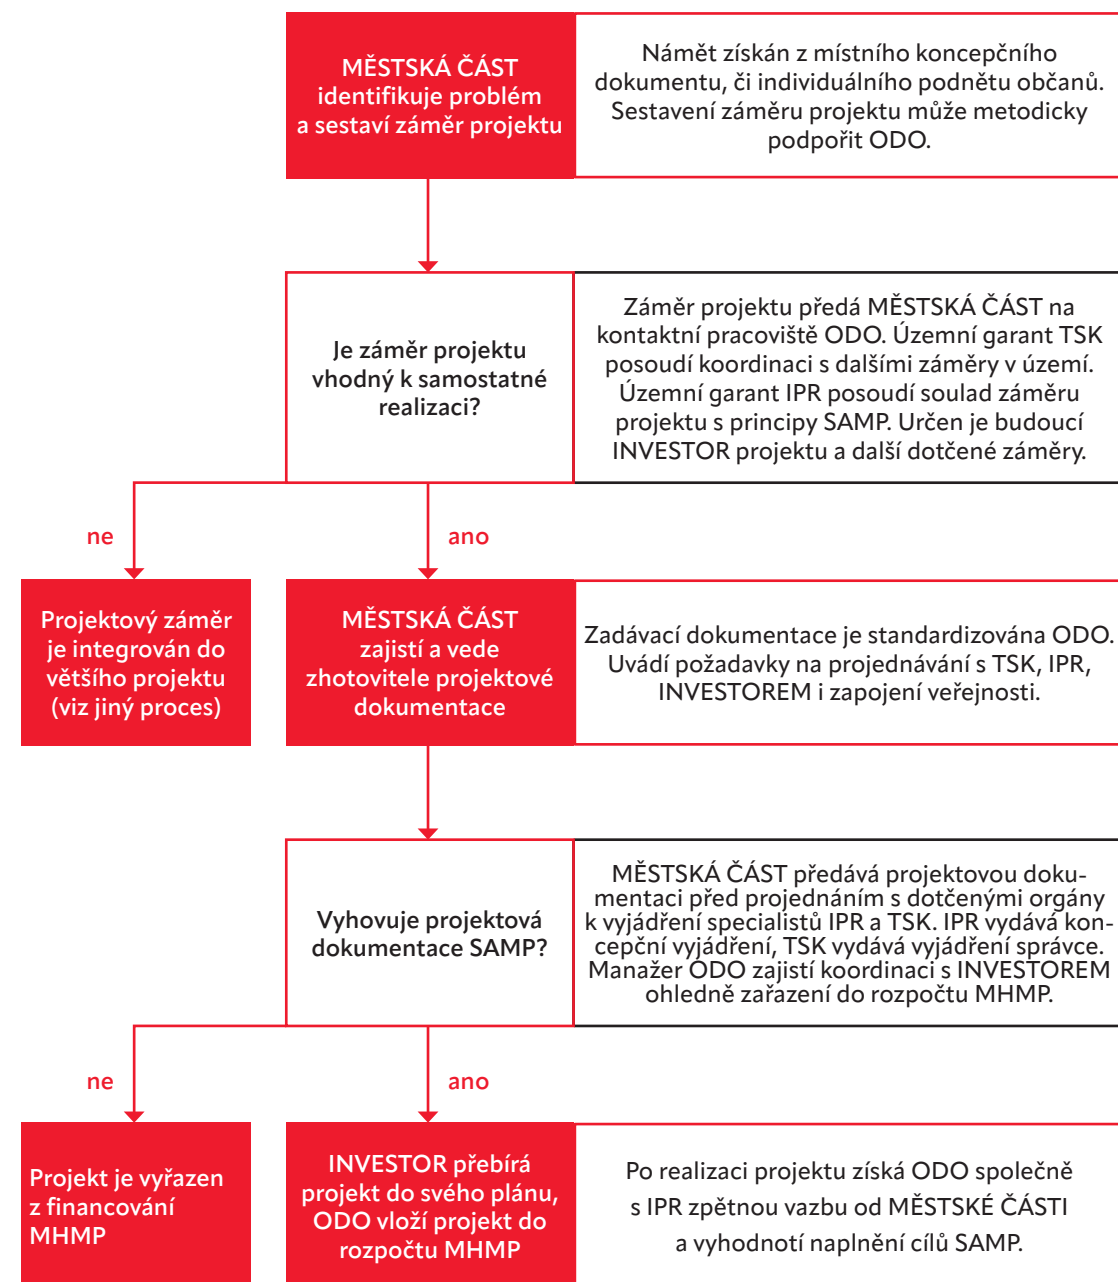 MĚSTSKÁ ČÁST
identifikuje problém
a sestaví záměr projektu
Námět získán z místního koncepčního
dokumentu, či individuálního podnětu občanů.
Sestavení záměru projektu může metodicky
podpořit ODO.
Je záměr projektu
vhodný k samostatné
realizaci?
Záměr projektu předá MĚSTSKÁ ČÁST na
kontaktní pracoviště ODO. Územní garant TSK
posoudí koordinaci s dalšími záměry v území.
Územní garant IPR posoudí soulad záměru
projektu s principy SAMP. Určen je budoucí
INVESTOR projektu a další dotčené záměry.
ne
ano
Projektový záměr
je integrován do
většího projektu
(viz jiný proces)
MĚSTSKÁ ČÁST
zajistí a vede
zhotovitele projektové
dokumentace
Zadávací dokumentace je standardizována ODO.
Uvádí požadavky na projednávání s TSK, IPR,
INVESTOREM i zapojení veřejnosti.
Vyhovuje projektová
dokumentace SAMP?
MĚSTSKÁ ČÁST předává projektovou doku-
mentaci před projednáním s dotčenými orgány
k vyjádření specialistů IPR a TSK. IPR vydává kon-
cepční vyjádření, TSK vydává vyjádření správce.
Manažer ODO zajistí koordinaci s INVESTOREM
ohledně zařazení do rozpočtu MHMP.
ne
ano
Projekt je vyřazen
z financování
MHMP
INVESTOR přebírá
projekt do svého plánu,
ODO vloží projekt do
rozpočtu MHMP
Po realizaci projektu získá ODO společně
s IPR zpětnou vazbu od MĚSTSKÉ ČÁSTI
a vyhodnotí naplnění cílů SAMP.